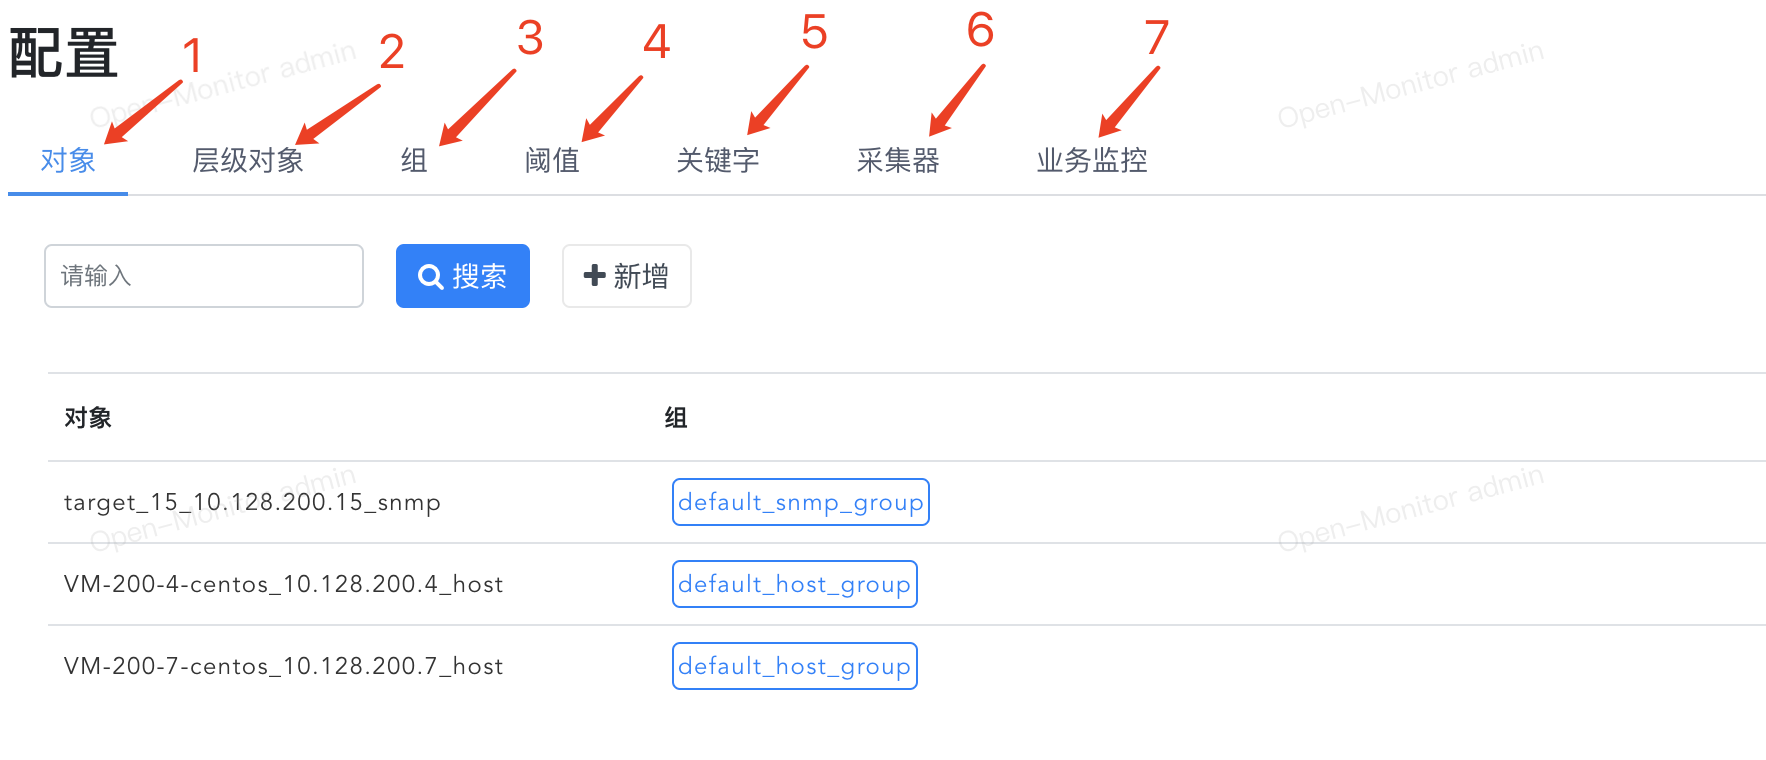 配置
1 2 3 4 5 6 7
Open-Monitor admin Open-Monitor admin
对象 层级对象 组 阈值 关键字 采集器 业务监控
请输入 搜索 新增
对象 组
target_15_10.128.200.15_snmp default_snmp_group
Open-Monitor admin Open-Monitor admin
VM-200-4-centos_10.128.200.4_host default_host_group
VM-200-7-centos_10.128.200.7_host default_host_group